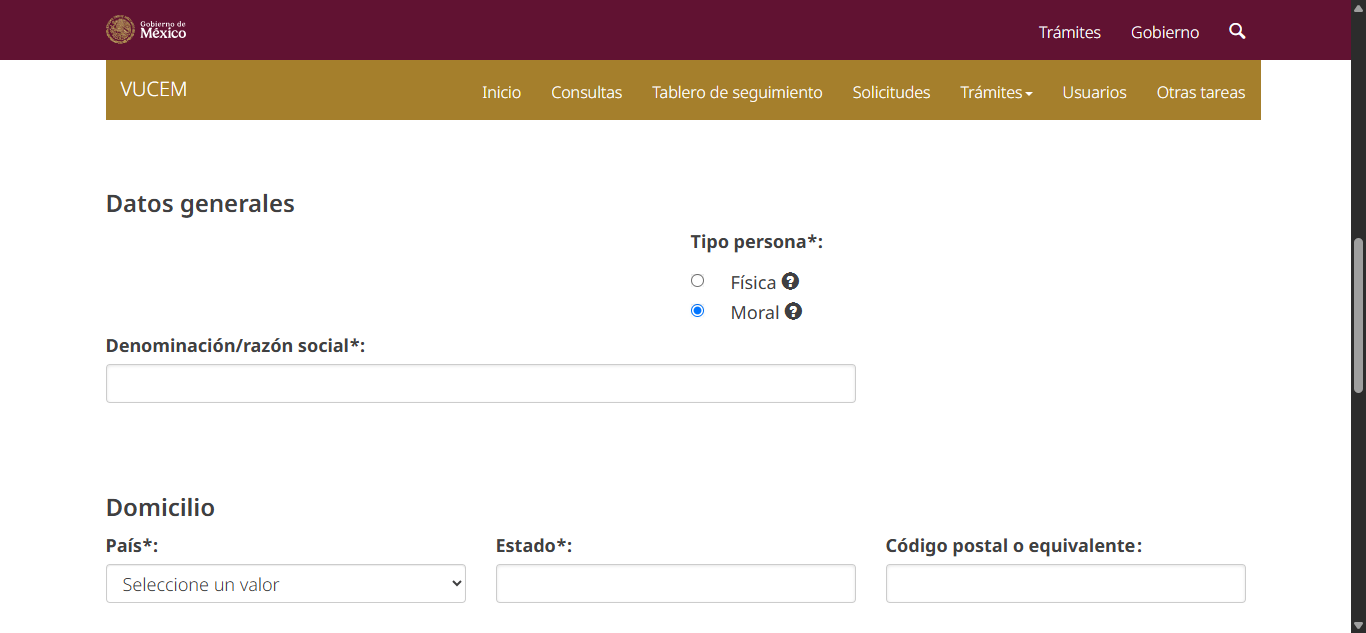 Gobierno de
México
Trámites
Gobierno
VUCEM
Inicio
Consultas
Tablero de seguimiento
Solicitudes
Trámites
Usuarios
Otras tareas
Datos generales
Tipo persona*:
Física ?
Moral ?
Denominación/razón social*:
Domicilio
País*:
Estado*:
Código postal o equivalente:
Seleccione un valor